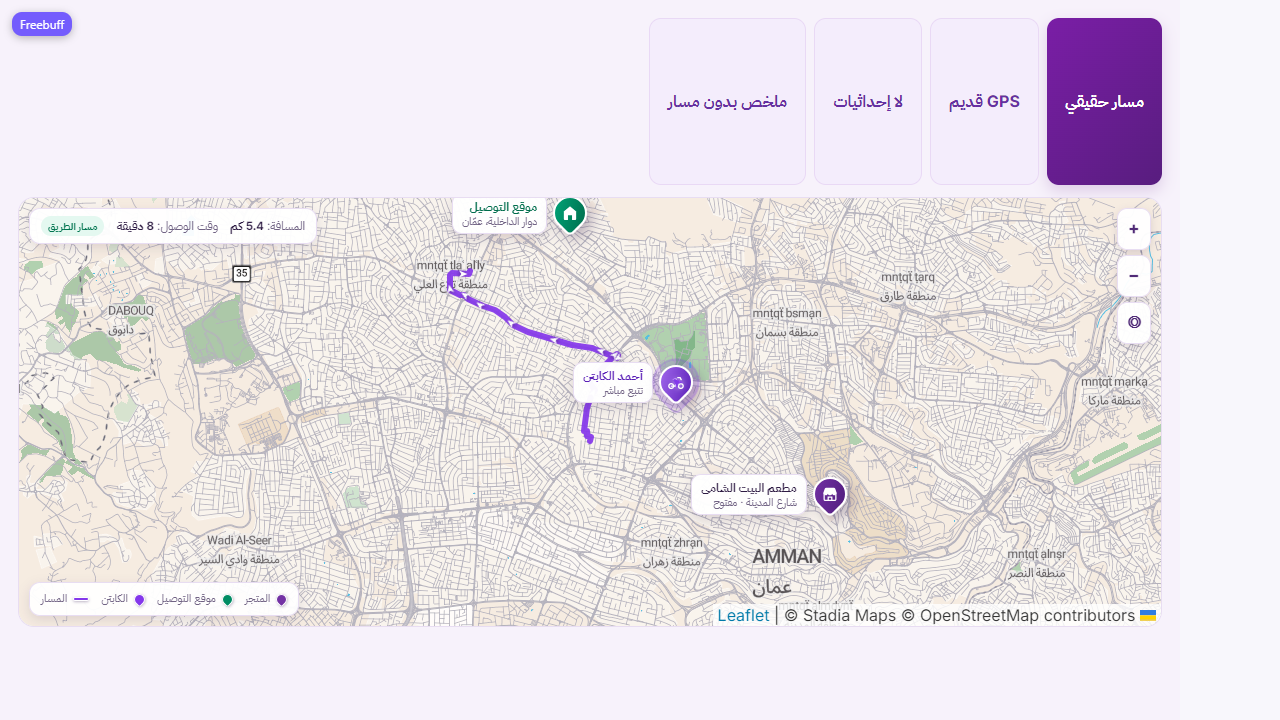 Freebuff
مسار حقيقي
GPS قديم
لا إحداثيات
ملخص بدون مسار
موقع التوصيل
دوار الداخلية، عمّان
المسافة: 5.4 كم وقت الوصول: 8 دقيقة مسار الطريق
+
−
◎
35
mntqt tla_ally
منطقة تلاع العلي
mntqt tarq
منطقة طارق
DABOUQ
دابوق
mntqt bsman
منطقة بسمان
أحمد الكابتن
تتبع مباشر
mntqt marka
منطقة ماركا
مطعم البيت الشامي
شارع المدينة · مفتوح
Wadi Al-Seer
منطقة وادي السير
mntqt zhran
منطقة زهران
AMMAN
عمان
mntqt alnsr
منطقة النصر
المتجر موقع التوصيل الكابتن المسار
Leaflet | © Stadia Maps © OpenStreetMap contributors